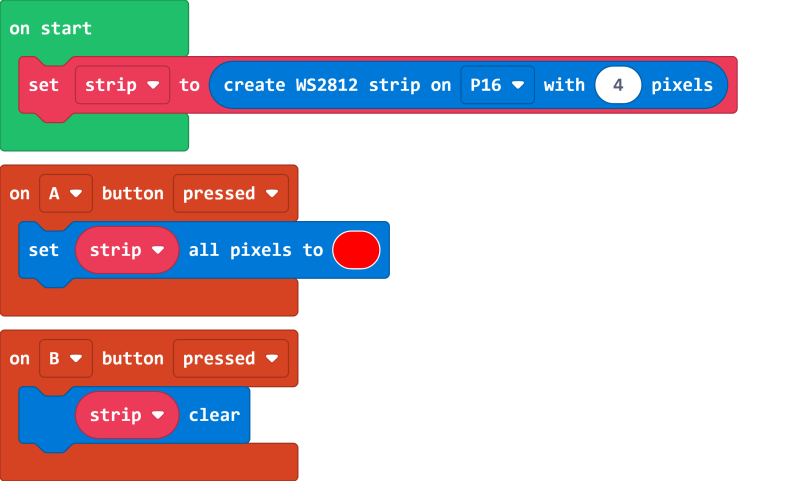 on start
set strip to create WS2812 strip on P16 with 4 pixels
on A button pressed
set strip all pixels to
on B button pressed
strip clear